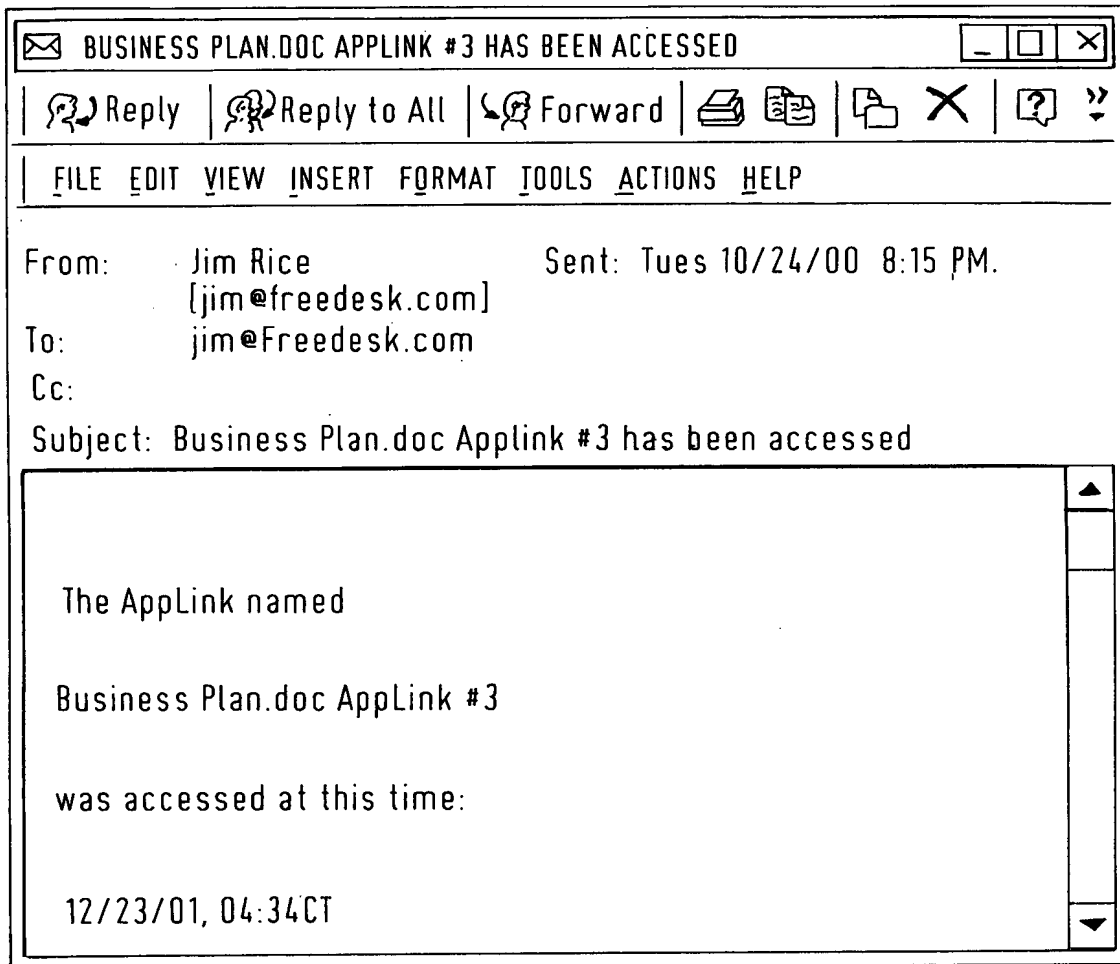 BUSINESS PLAN.DOC APPLINK #3 HAS BEEN ACCESSED
Reply Reply to All Forward
FILE EDIT VIEW INSERT FORMAT TOOLS ACTIONS HELP
From: Jim Rice Sent: Tues 10/24/00 8:15 PM.
[jim@freedesk.com]
To: jim@Freedesk.com
Cc:
Subject: Business Plan.doc Applink #3 has been accessed
The AppLink named
Business Plan.doc AppLink #3
was accessed at this time:
12/23/01, 04:34CT